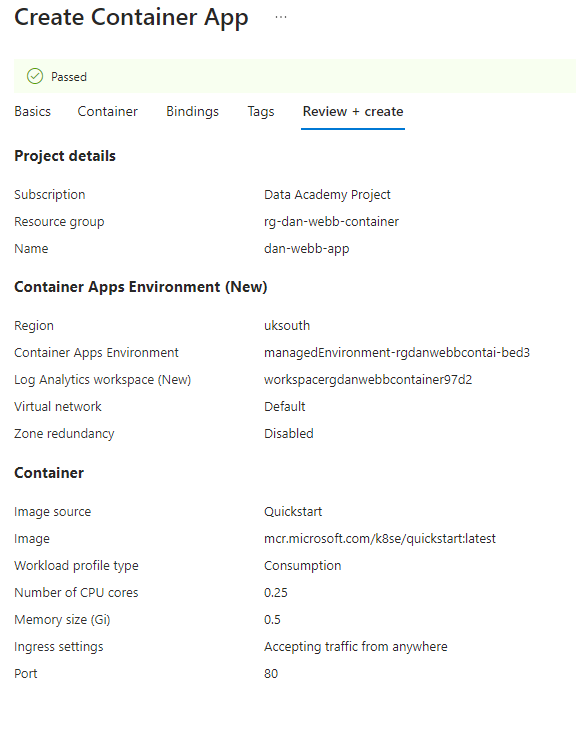 Create Container App ...
Passed
Basics Container Bindings Tags Review + create
Project details
Subscription Data Academy Project
Resource group rg-dan-webb-container
Name dan-webb-app
Container Apps Environment (New)
Region uksouth
Container Apps Environment managedEnvironment-rgdanwebbcontai-bed3
Log Analytics workspace (New) workspacergdanwebbcontainer97d2
Virtual network Default
Zone redundancy Disabled
Container
Image source Quickstart
Image mcr.microsoft.com/k8se/quickstart:latest
Workload profile type Consumption
Number of CPU cores 0.25
Memory size (Gi) 0.5
Ingress settings Accepting traffic from anywhere
Port 80